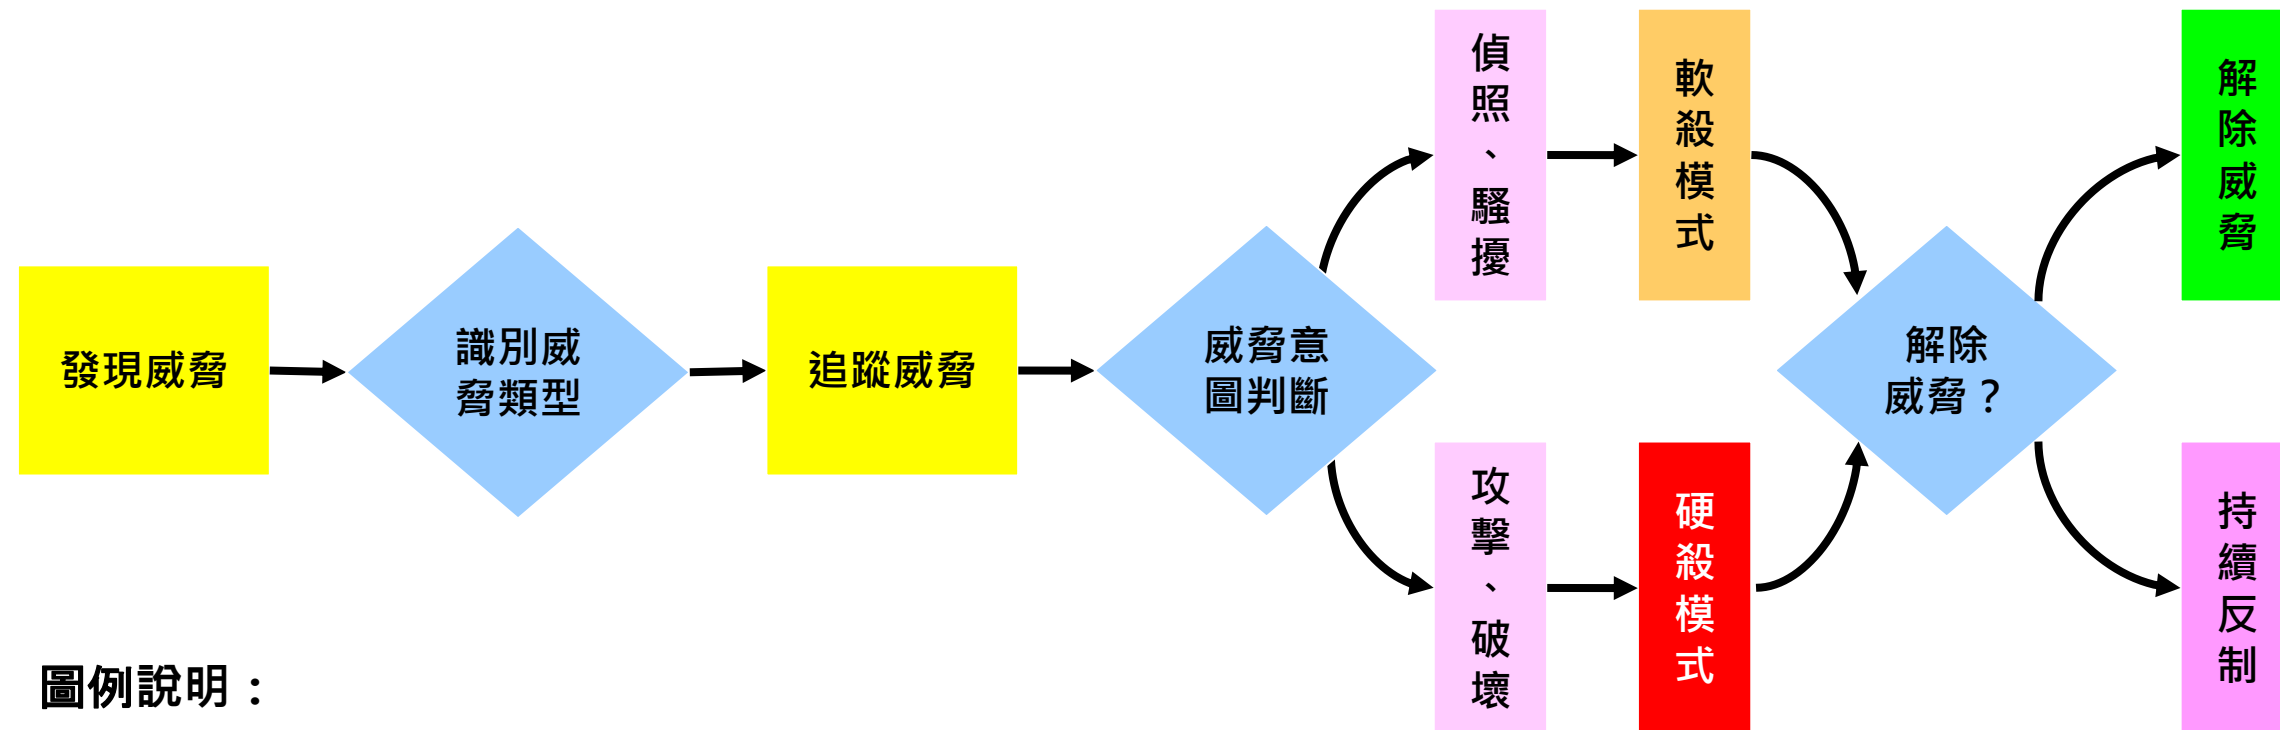 發現威脅
識別威
脅類型
追蹤威脅
威脅意
圖判斷
偵照、騷擾
軟殺模式
攻擊、破壞
硬殺模式
解除
威脅？
解除威脅
持續反制
圖例說明：